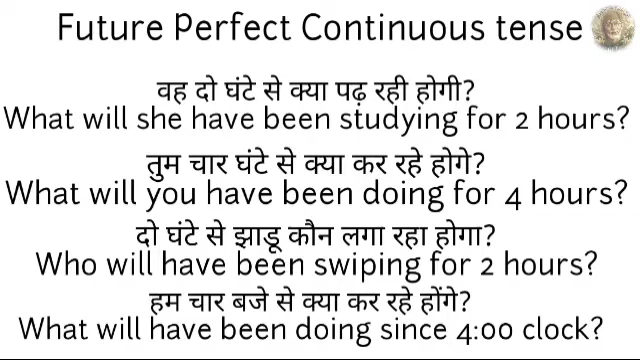 Future Perfect Continuous tense
वह दो घंटे से क्या पढ़ रही होगी?
What will she have been studying for 2 hours?
तुम चार घंटे से क्या कर रहे होगे?
What will you have been doing for 4 hours?
दो घंटे से झाडू कौन लगा रहा होगा?
Who will have been swiping for 2 hours?
हम चार बजे से क्या कर रहे होंगे?
What will have been doing since 4:00 clock?